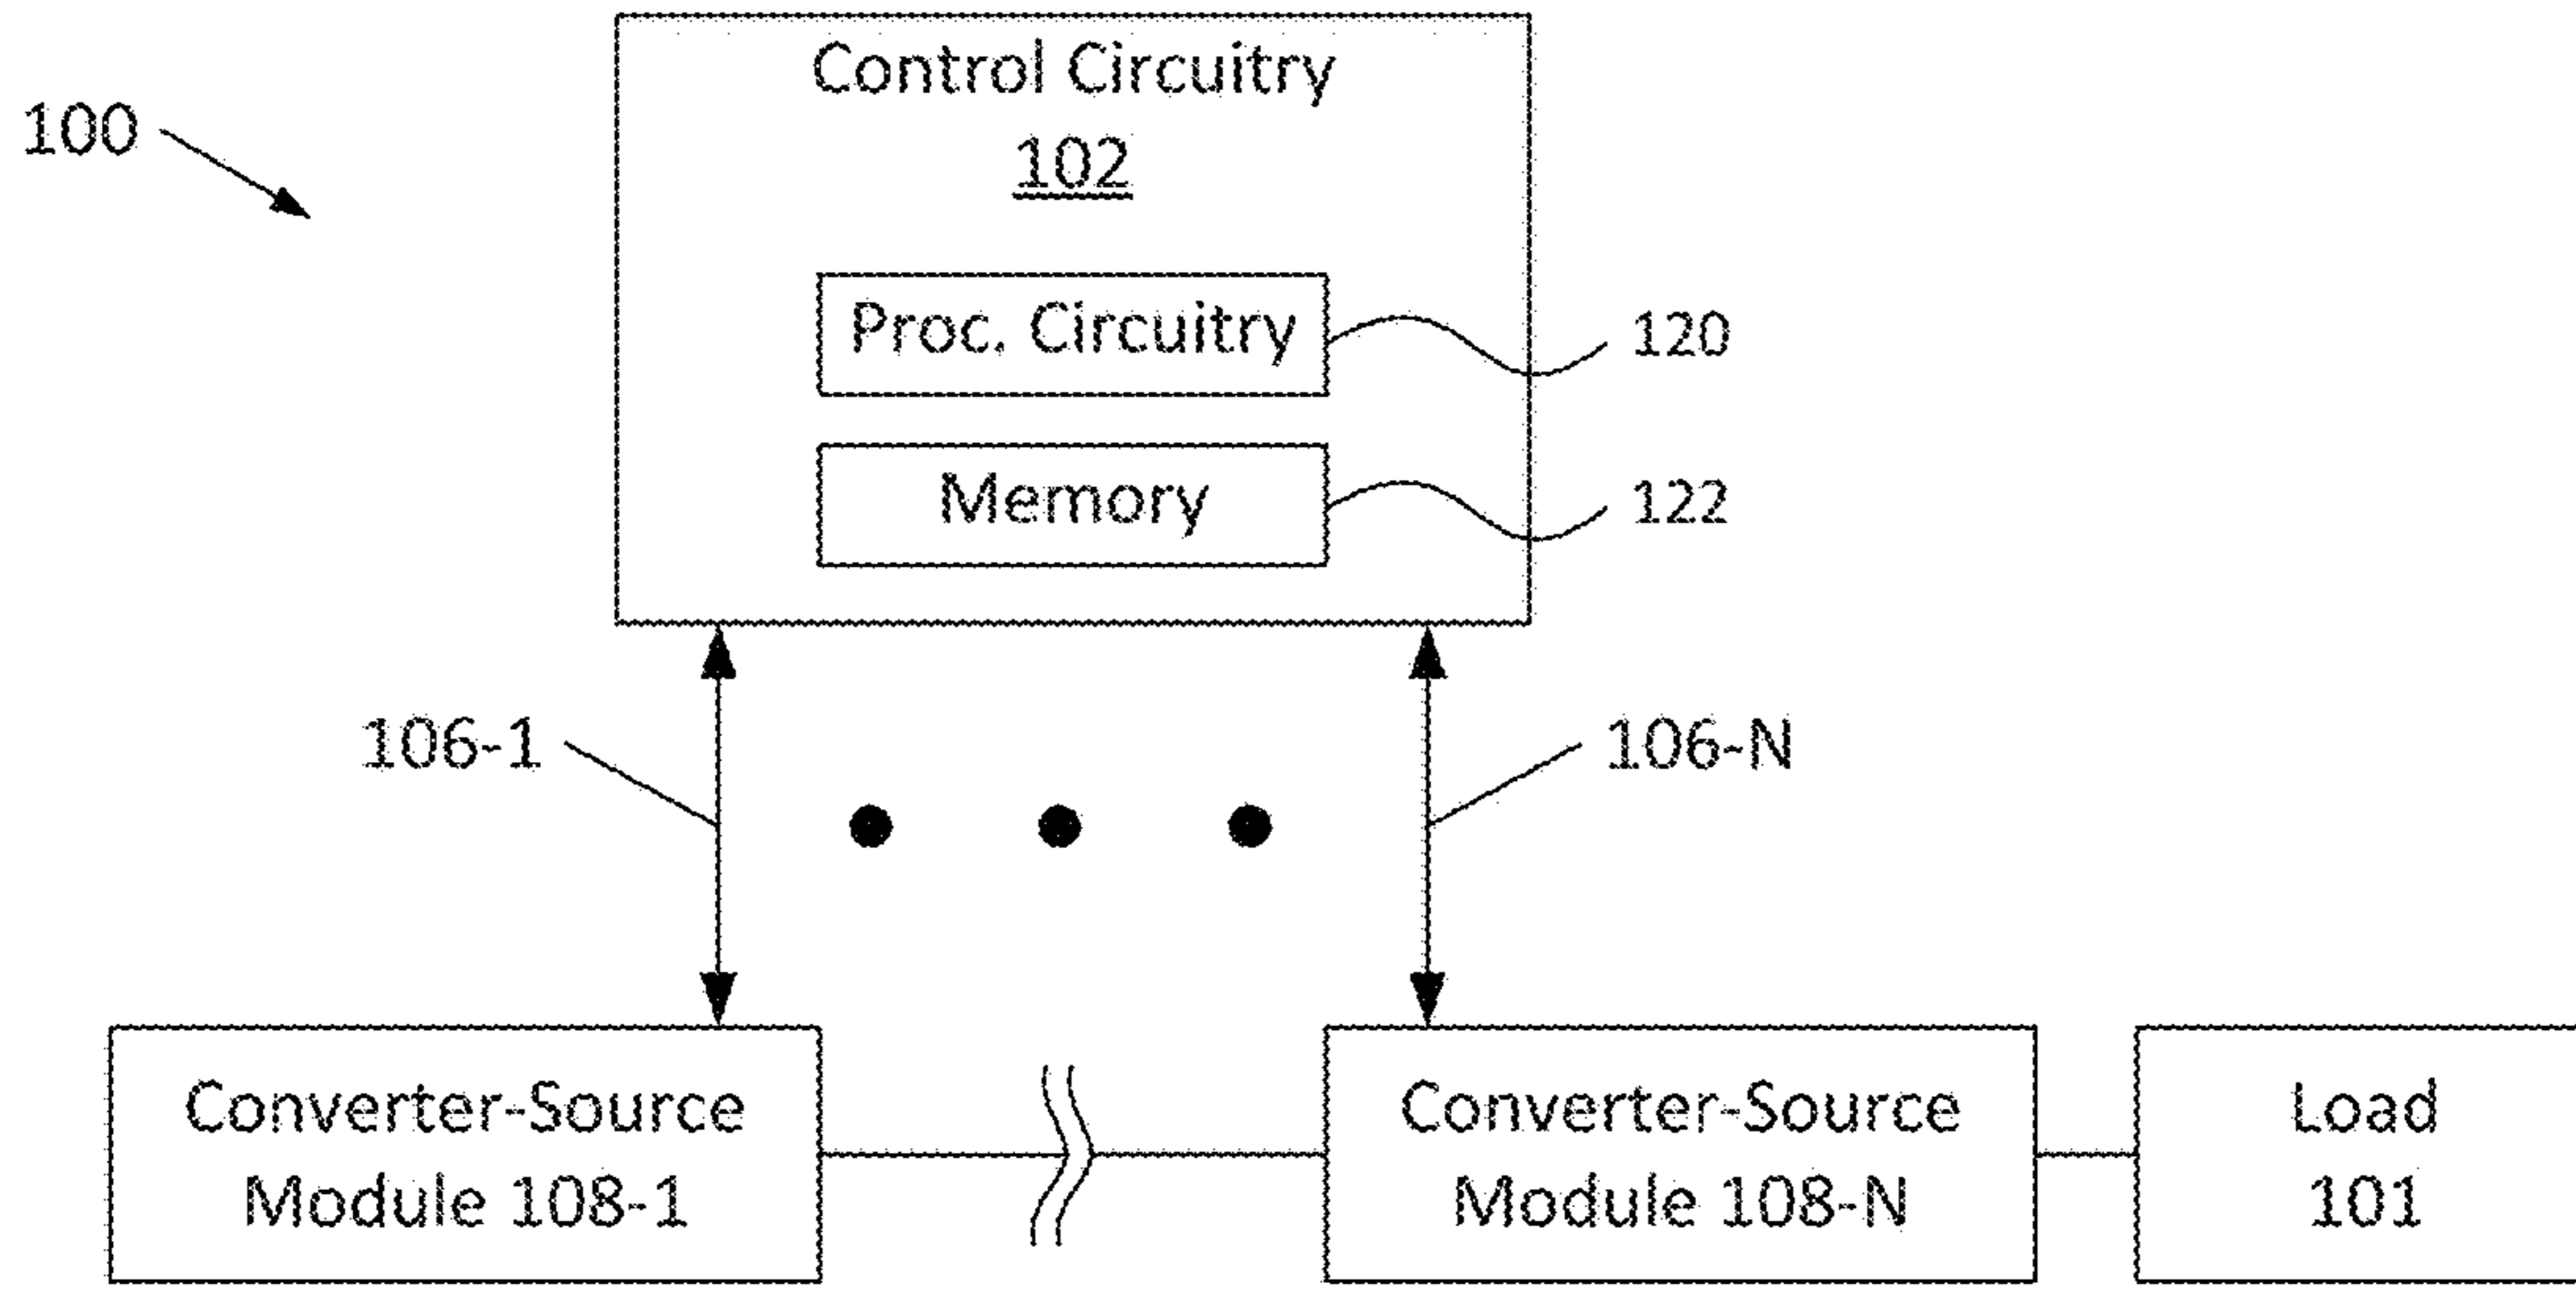 Control Circuitry
100
102
Proc. Circuitry
120
Memory
122
106-1
106-N
Converter-Source
Module 108-1
Converter-Source
Module 108-N
Load
101